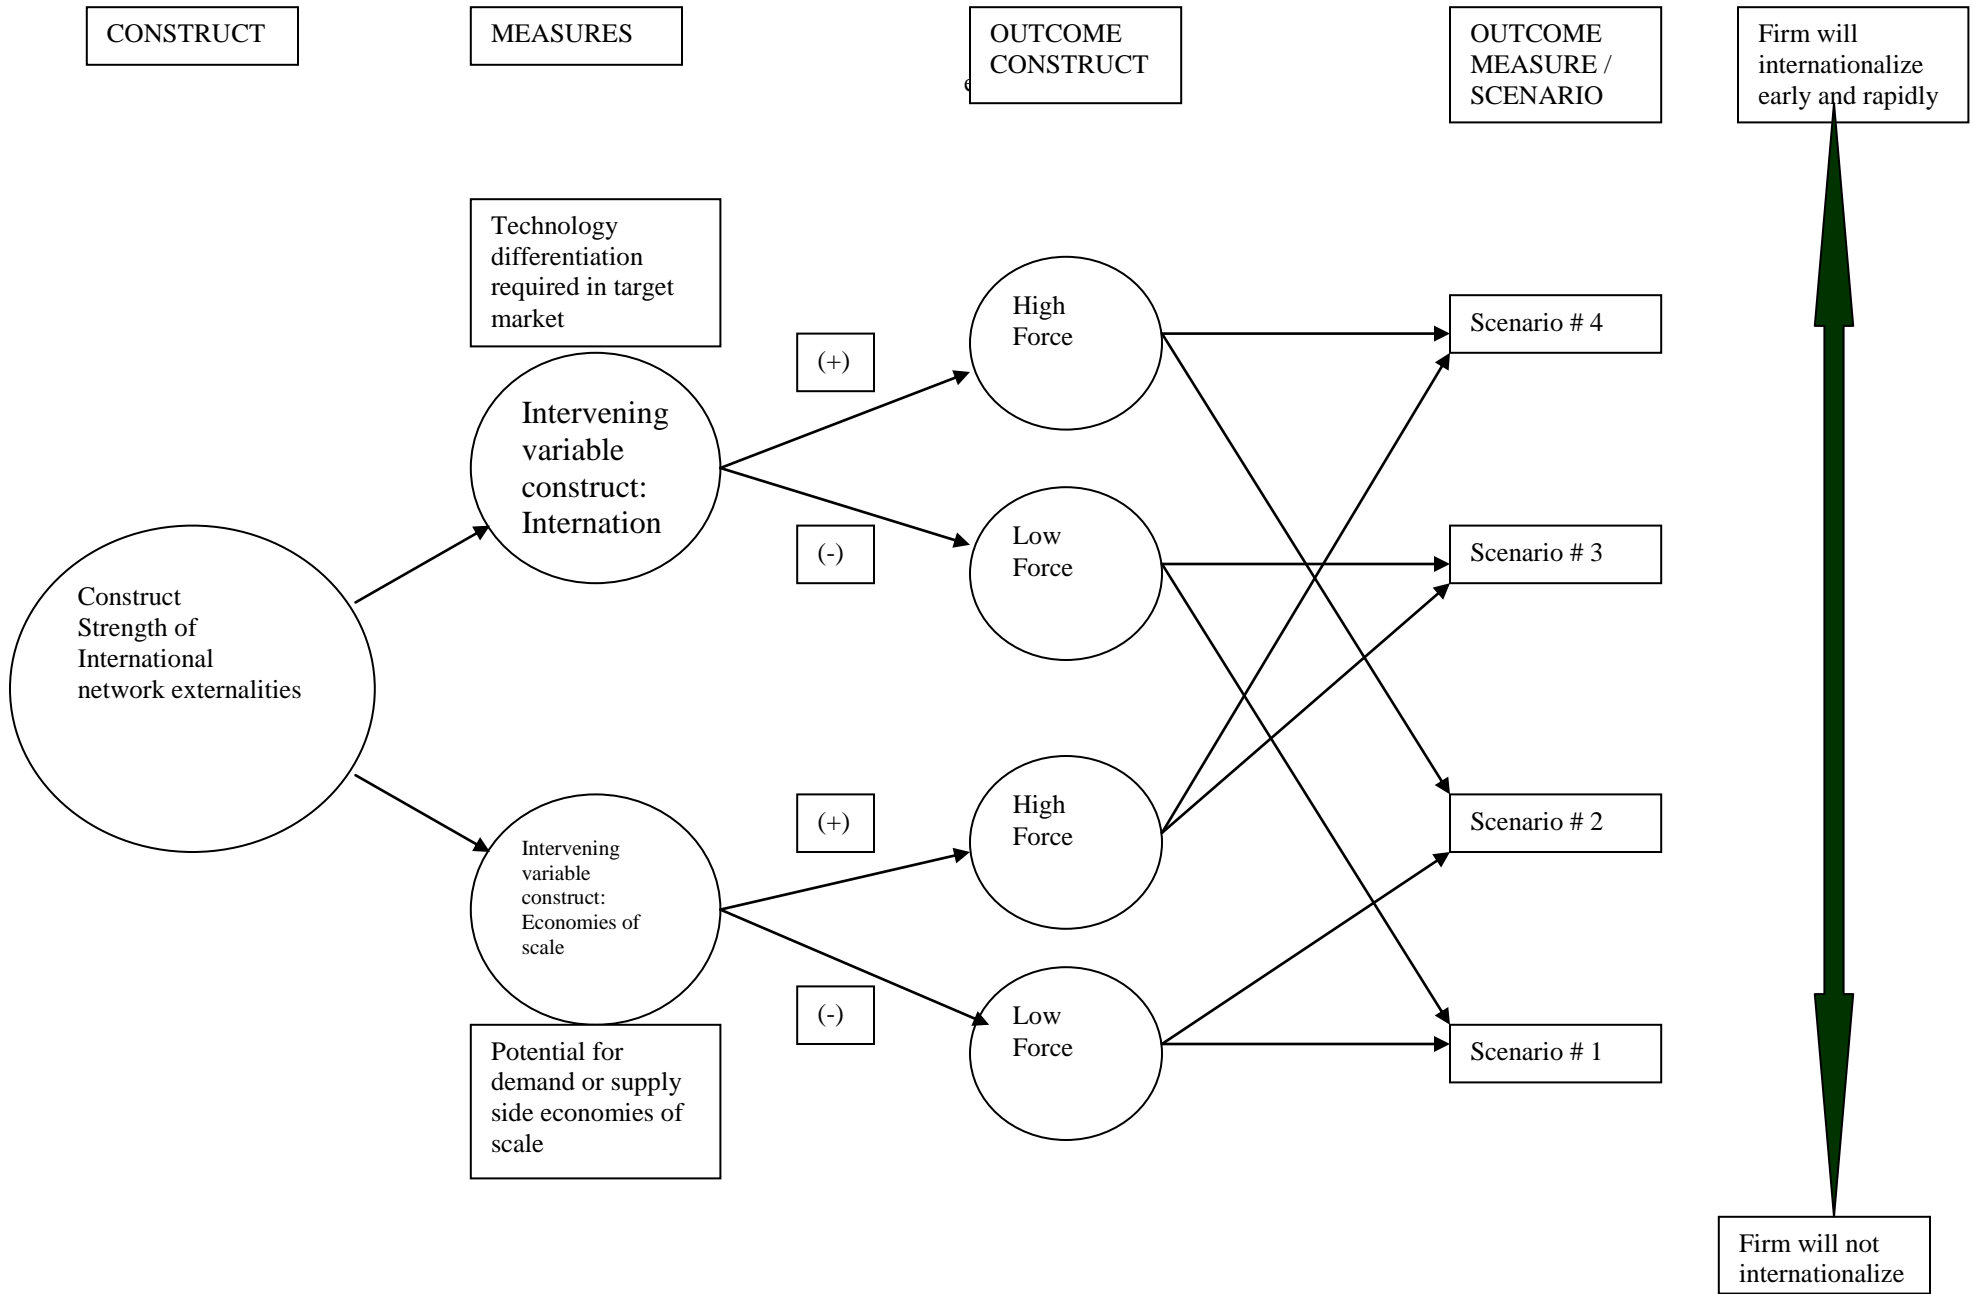 CONSTRUCT
MEASURES
OUTCOME
CONSTRUCT
OUTCOME
MEASURE /
SCENARIO
Firm will
internationalize
early and rapidly
Technology
differentiation
required in target
market
(+)
High
Force
Scenario # 4
Intervening
variable
construct:
Internation
(-)
Low
Force
Scenario # 3
Construct
Strength of
International
network externalities
(+)
High
Force
Scenario # 2
Intervening
variable
construct:
Economies of
scale
(-)
Low
Force
Scenario # 1
Potential for
demand or supply
side economies of
scale
Firm will not
internationalize